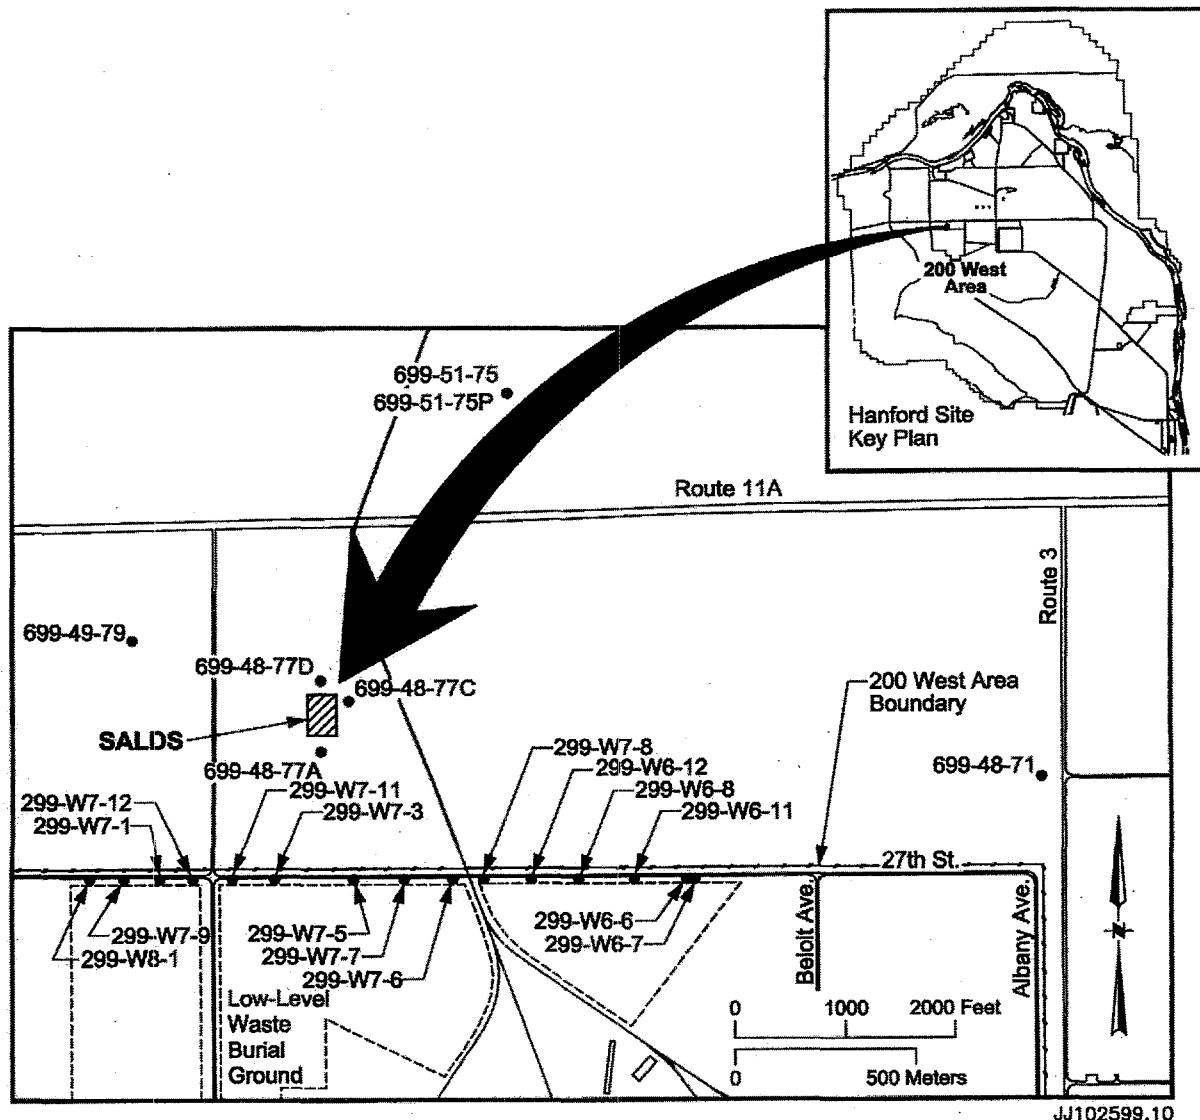 200 West
Area
Hanford Site
Key Plan
699-51-75
699-51-75P
Route 11A
Route 3
699-49-79
699-48-77D
699-48-77C
SALDS
699-48-77A
200 West Area
Boundary
699-48-71
299-W7-8
299-W6-12
299-W6-8
299-W6-11
299-W7-11
299-W7-3
299-W7-12
299-W7-1
27th St.
299-W7-9
299-W8-1
299-W7-5
299-W7-7
299-W7-6
299-W6-6
299-W6-7
Beloit Ave.
Albany Ave.
N
Low-Level
Waste
Burial
Ground
0 1000 2000 Feet
0 500 Meters
JJ102599.10